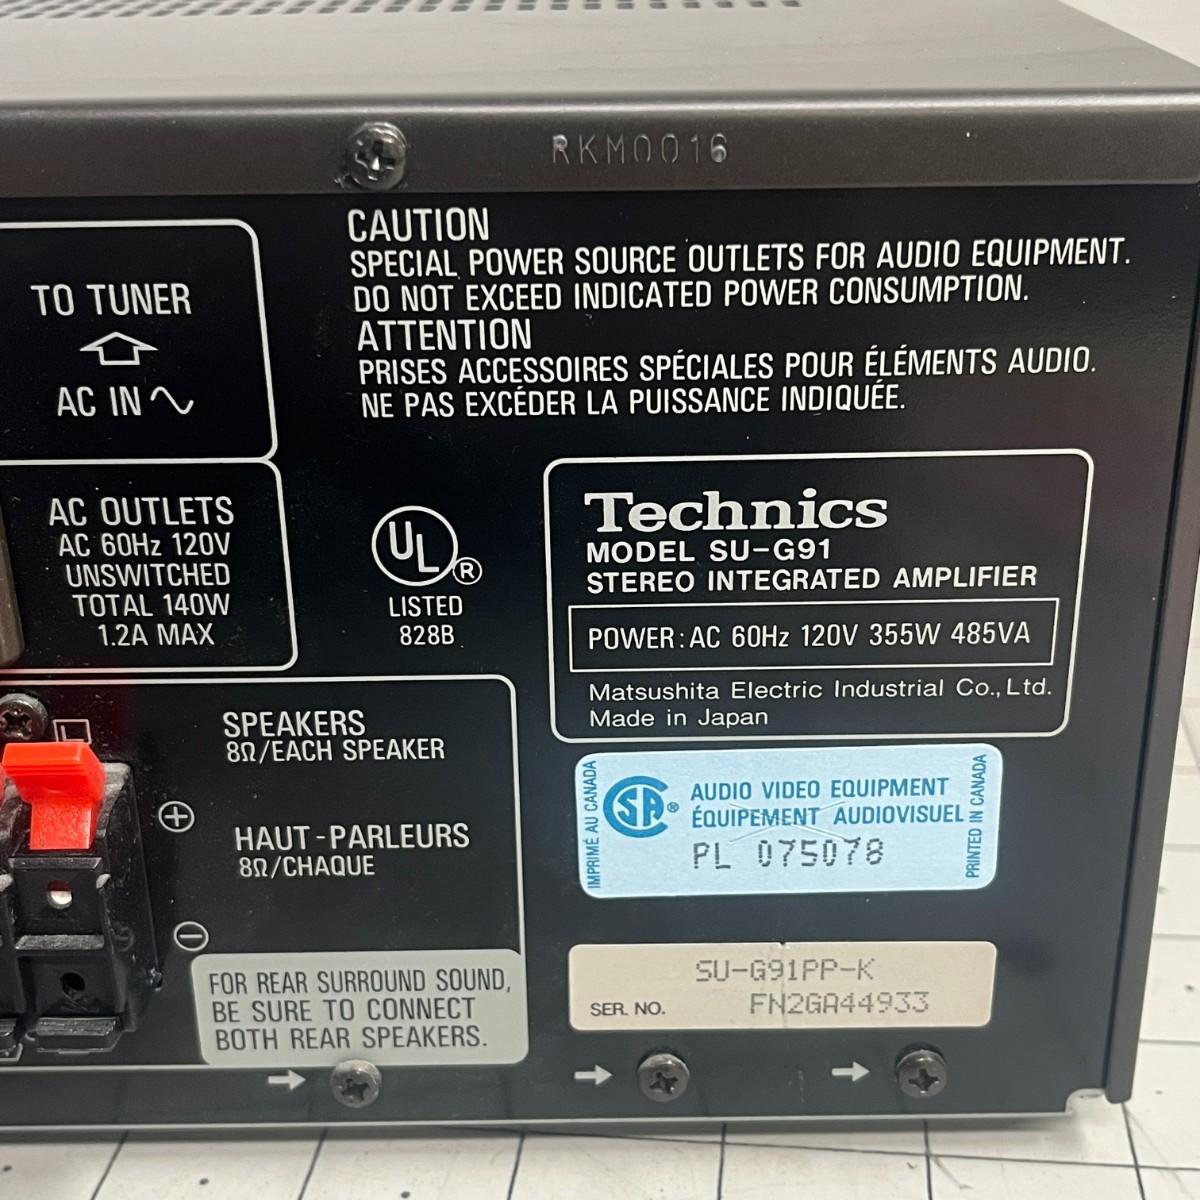 RKM0016
CAUTION
SPECIAL POWER SOURCE OUTLETS FOR AUDIO EQUIPMENT.
DO NOT EXCEED INDICATED POWER CONSUMPTION.
ATTENTION
PRISES ACCESSOIRES SPÉCIALES POUR ÉLÉMENTS AUDIO.
NE PAS EXCÉDER LA PUISSANCE INDIQUÉE.
TO TUNER
AC IN ∿
AC OUTLETS
AC 60Hz 120V
UNSWITCHED
TOTAL 140W
1.2A MAX
UL®
LISTED
828B
Technics
MODEL SU-G91
STEREO INTEGRATED AMPLIFIER
POWER: AC 60Hz 120V 355W 485VA
Matsushita Electric Industrial Co., Ltd.
Made in Japan
L
SPEAKERS
8Ω/EACH SPEAKER
+
HAUT-PARLEURS
8Ω/CHAQUE
−
FOR REAR SURROUND SOUND,
BE SURE TO CONNECT
BOTH REAR SPEAKERS.
IMPRIMÉ AU CANADA
SA®
AUDIO VIDEO EQUIPMENT
ÉQUIPEMENT AUDIOVISUEL
PL 075078
PRINTED IN CANADA
SU-G91PP-K
SER. NO. FN2GA44933